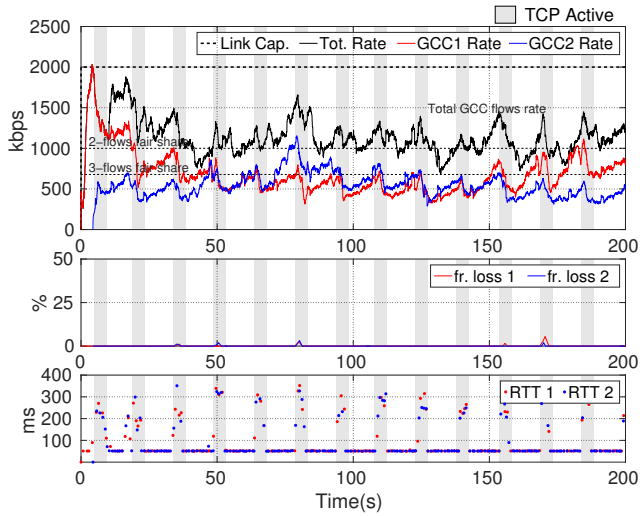 TCP Active
Link Cap. Tot. Rate GCC1 Rate GCC2 Rate
2000
1500
1000
500
0
kbps
Total GCC flows rate
2−flows fair share
3−flows fair share
0 50 100 150 200
50
25
0
%
fr. loss 1 fr. loss 2
0 50 100 150 200
400
300
200
100
ms
RTT 1 RTT 2
0 50 100 150 200
Time(s)